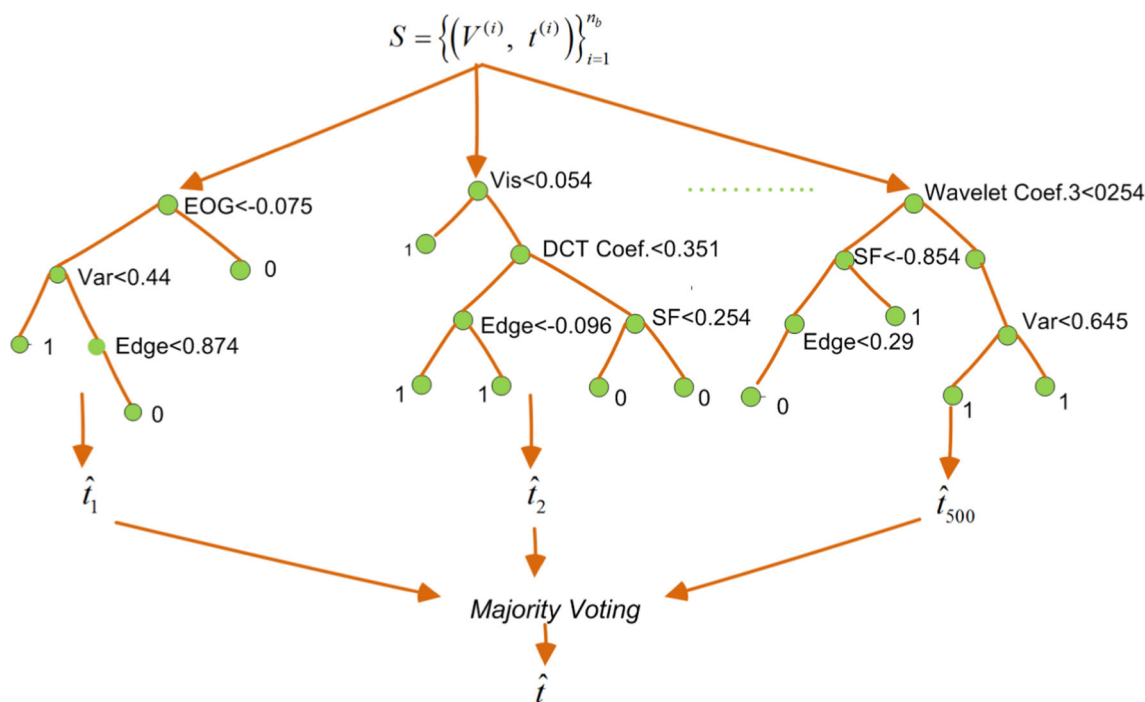 S = {(V^(i), t^(i))}_{i=1}^{n_b}
Vis<0.054
EOG<-0.075
Wavelet Coef.3<0254
1
DCT Coef.<0.351
SF<-0.854
0
Var<0.44
Edge<-0.096
SF<0.254
1
Var<0.645
Edge<0.29
1
Edge<0.874
1
1
0
0
0
1
1
0
t̂_1
t̂_2
t̂_500
Majority Voting
t̂